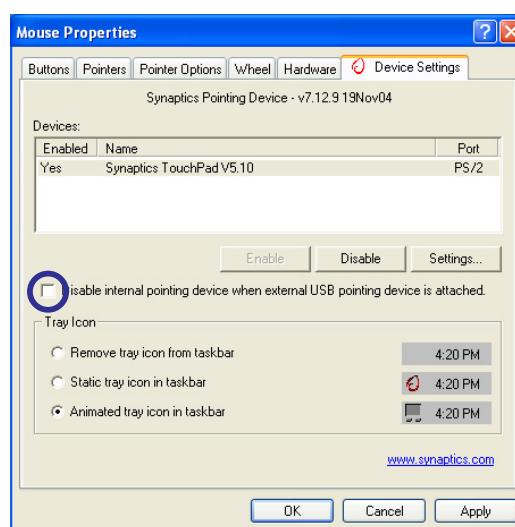 Mouse Properties
Buttons Pointers Pointer Options Wheel Hardware Device Settings
Synaptics Pointing Device - v7.12.9 19Nov04
Devices:
Enabled Name Port
Yes Synaptics TouchPad V5.10 PS/2
Enable Disable Settings...
Disable internal pointing device when external USB pointing device is attached.
Tray Icon
Remove tray icon from taskbar 4:20 PM
Static tray icon in taskbar 4:20 PM
Animated tray icon in taskbar 4:20 PM
www.synaptics.com
OK Cancel Apply